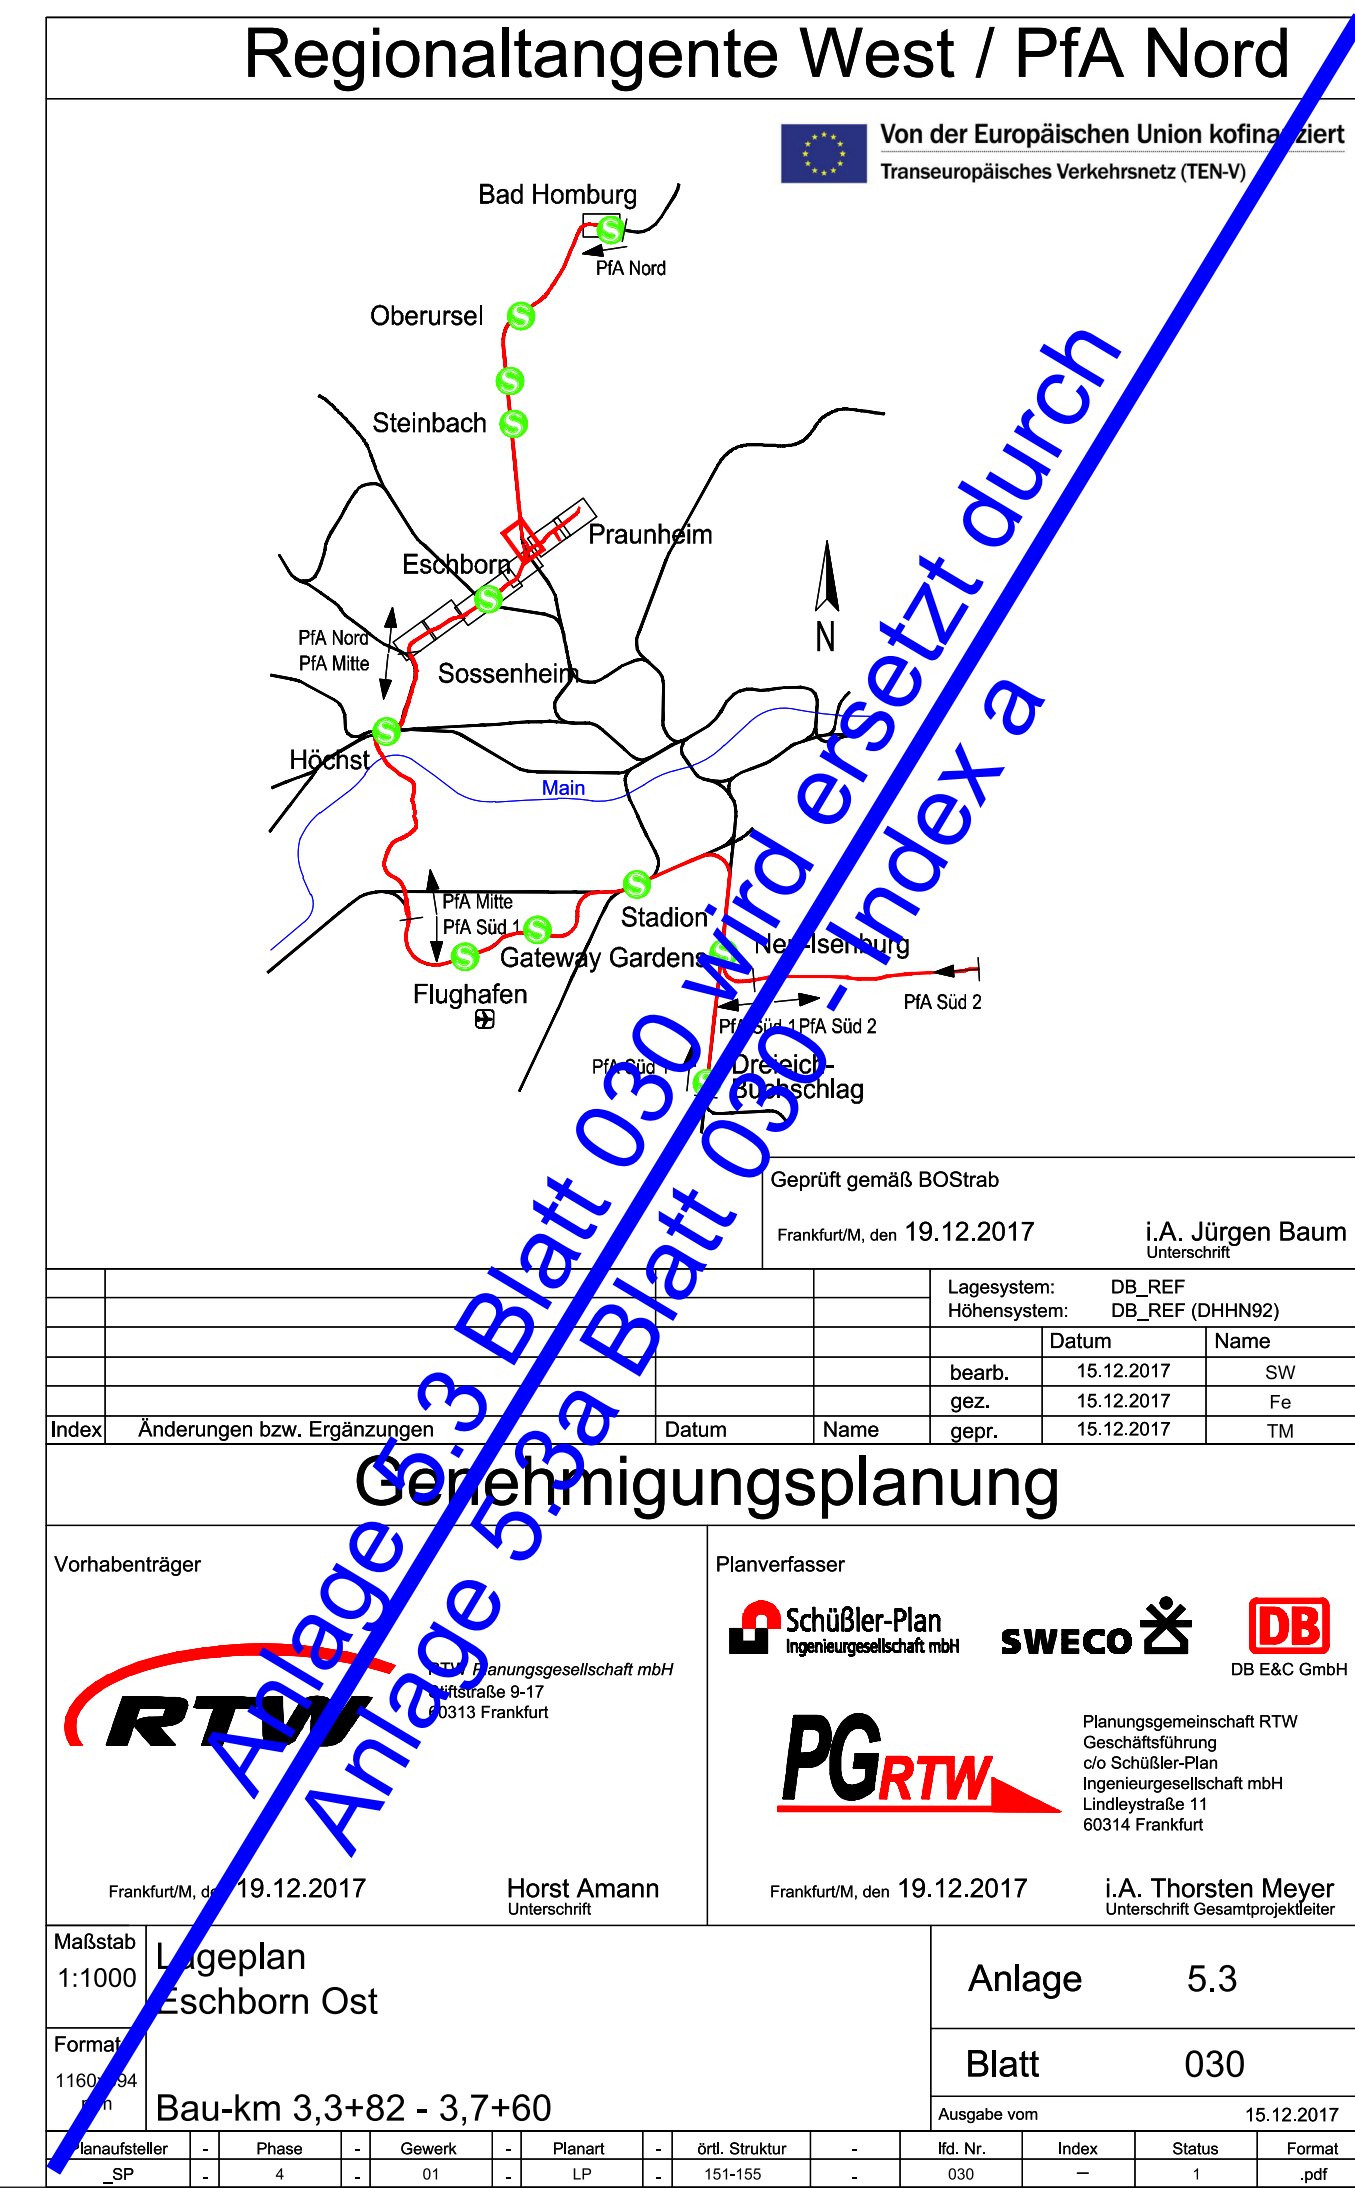 Regionaltangente West / PfA Nord
Von der Europäischen Union kofinanziert
Transeuropäisches Verkehrsnetz (TEN-V)
Bad Homburg
PfA Nord
Oberursel
Steinbach
Praunheim
Eschborn
PfA Nord
PfA Mitte
Sossenheim
N
Höchst
Main
PfA Mitte
PfA Süd 1
Stadion
Gateway Gardens
Neu-Isenburg
Flughafen
PfA Süd 2
PfA Süd 1 PfA Süd 2
PfA Süd 1
Dreieich-
Buchschlag
Anlage 5.3 Blatt 030 wird ersetzt durch
Anlage 5.3a Blatt 030 - Index a
Geprüft gemäß BOStrab
Frankfurt/M, den 19.12.2017 i.A. Jürgen Baum
Unterschrift
Lagesystem: DB_REF
Höhensystem: DB_REF (DHHN92)
Datum Name
bearb. 15.12.2017 SW
gez. 15.12.2017 Fe
Index Änderungen bzw. Ergänzungen Datum Name gepr. 15.12.2017 TM
Genehmigungsplanung
Vorhabenträger
RTW
RTW Planungsgesellschaft mbH
Stiftstraße 9-17
60313 Frankfurt
Frankfurt/M, den 19.12.2017 Horst Amann
Unterschrift
Planverfasser
Schüßler-Plan
Ingenieurgesellschaft mbH
SWECO
DB
DB E&C GmbH
PGRTW
Planungsgemeinschaft RTW
Geschäftsführung
c/o Schüßler-Plan
Ingenieurgesellschaft mbH
Lindleystraße 11
60314 Frankfurt
Frankfurt/M, den 19.12.2017 i.A. Thorsten Meyer
Unterschrift Gesamtprojektleiter
Maßstab
1:1000
Lageplan
Eschborn Ost
Anlage 5.3
Format
mm
Bau-km 3,3+82 - 3,7+60
Blatt 030
Ausgabe vom 15.12.2017
Planaufsteller - Phase - Gewerk - Planart - örtl. Struktur - lfd. Nr. Index Status Format
_SP - 4 - 01 - LP - 151-155 - 030 — 1 .pdf